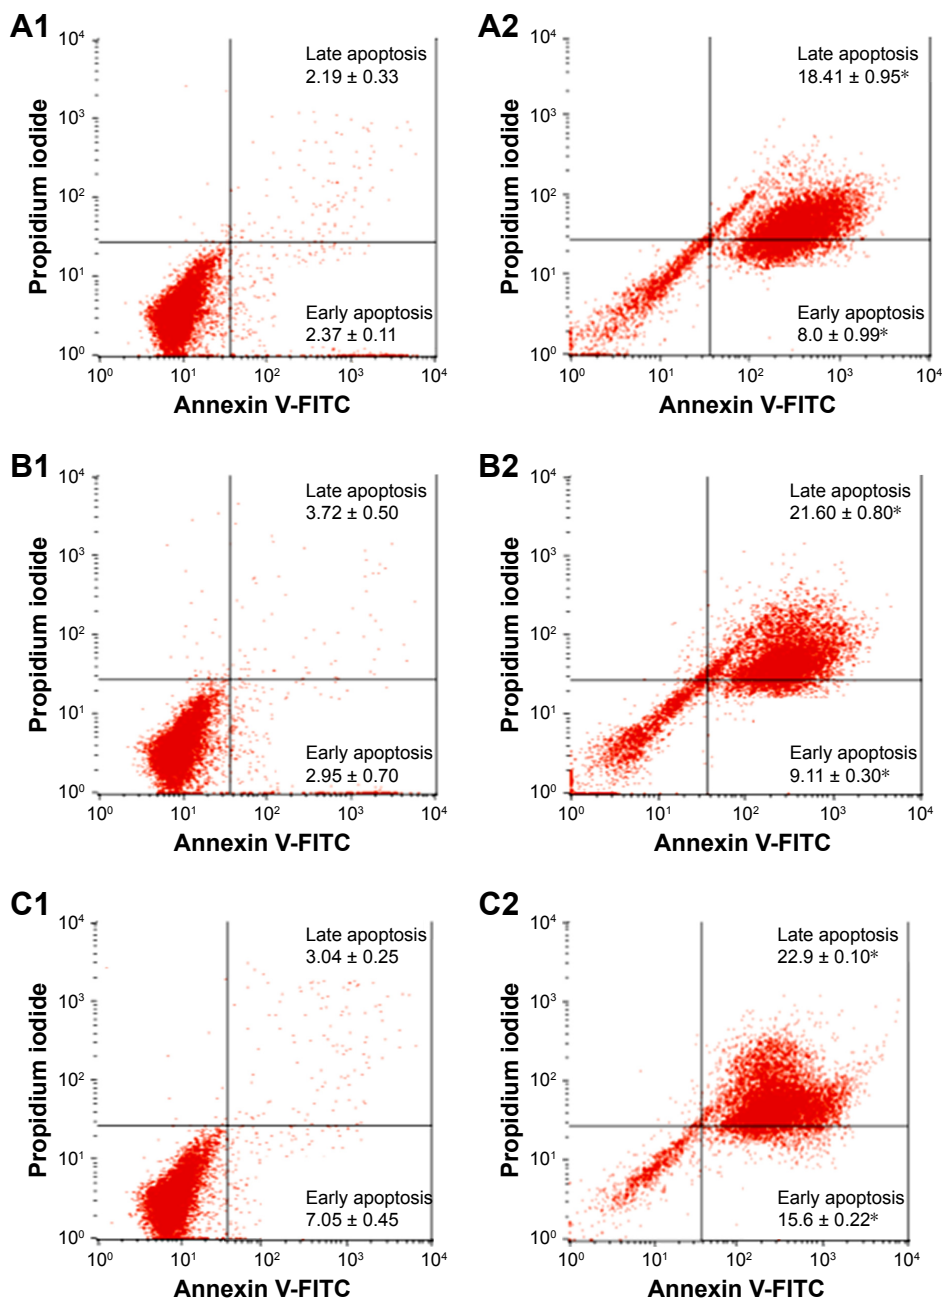 A1
10⁴
10³
10²
10¹
10⁰
Propidium iodide
Late apoptosis
2.19 ± 0.33
Early apoptosis
2.37 ± 0.11
10⁰ 10¹ 10² 10³ 10⁴
Annexin V-FITC
A2
10⁴
10³
10²
10¹
10⁰
Propidium iodide
Late apoptosis
18.41 ± 0.95*
Early apoptosis
8.0 ± 0.99*
10⁰ 10¹ 10² 10³ 10⁴
Annexin V-FITC
B1
10⁴
10³
10²
10¹
10⁰
Propidium iodide
Late apoptosis
3.72 ± 0.50
Early apoptosis
2.95 ± 0.70
10⁰ 10¹ 10² 10³ 10⁴
Annexin V-FITC
B2
10⁴
10³
10²
10¹
10⁰
Propidium iodide
Late apoptosis
21.60 ± 0.80*
Early apoptosis
9.11 ± 0.30*
10⁰ 10¹ 10² 10³ 10⁴
Annexin V-FITC
C1
10⁴
10³
10²
10¹
10⁰
Propidium iodide
Late apoptosis
3.04 ± 0.25
Early apoptosis
7.05 ± 0.45
10⁰ 10¹ 10² 10³ 10⁴
Annexin V-FITC
C2
10⁴
10³
10²
10¹
10⁰
Propidium iodide
Late apoptosis
22.9 ± 0.10*
Early apoptosis
15.6 ± 0.22*
10⁰ 10¹ 10² 10³ 10⁴
Annexin V-FITC